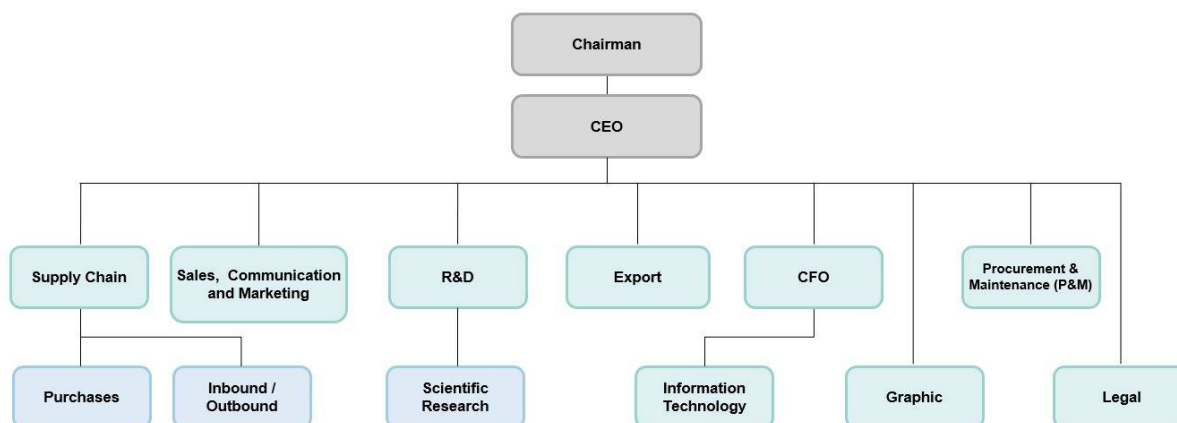 Chairman
CEO
Supply Chain
Sales, Communication
and Marketing
R&D
Export
CFO
Procurement &
Maintenance (P&M)
Purchases
Inbound /
Outbound
Scientific
Research
Information
Technology
Graphic
Legal